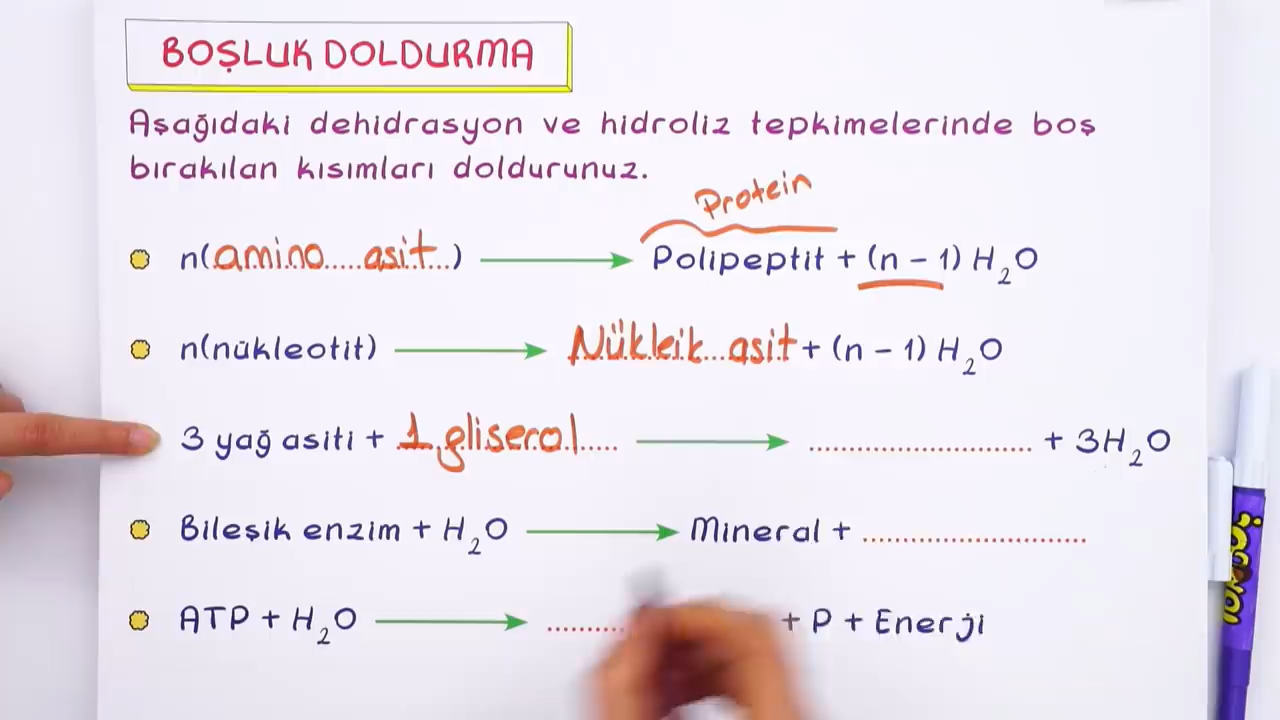 BOŞLUK DOLDURMA
Aşağıdaki dehidrasyon ve hidroliz tepkimelerinde boş
bırakılan kısımları doldurunuz.
Protein
n(amino asit) Polipeptit + (n - 1) H2O
n(nükleotit) Nükleik asit + (n - 1) H2O
3 yağ asiti + 1 gliserol ............ + 3H2O
Bileşik enzim + H2O Mineral + ............
ATP + H2O ........ + P + Enerji